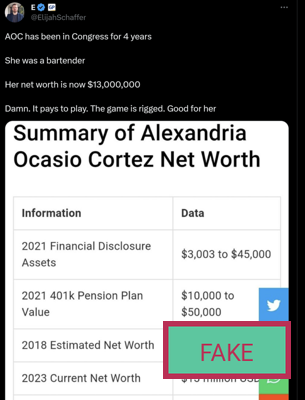 E
@ElijahSchaffer
AOC has been in Congress for 4 years
She was a bartender
Her net worth is now $13,000,000
Damn. It pays to play. The game is rigged. Good for her
Summary of Alexandria
Ocasio Cortez Net Worth
Information Data
2021 Financial Disclosure
Assets
$3,003 to $45,000
2021 401k Pension Plan
Value
$10,000 to
$50,000
2018 Estimated Net Worth
FAKE
2023 Current Net Worth
$13 million USD